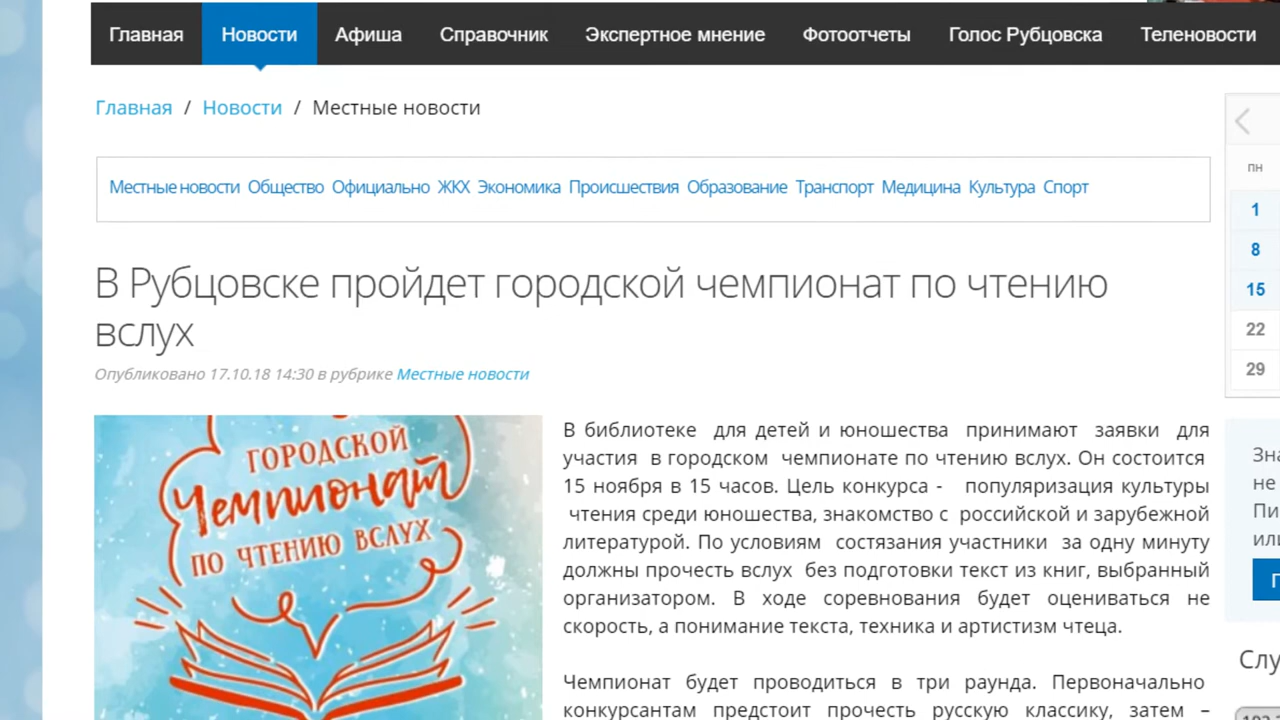 Главная Новости Афиша Справочник Экспертное мнение Фотоотчеты Голос Рубцовска Теленовости
Главная / Новости / Местные новости
Местные новости Общество Официально ЖКХ Экономика Происшествия Образование Транспорт Медицина Культура Спорт
В Рубцовске пройдет городской чемпионат по чтению
вслух
Опубликовано 17.10.18 14:30 в рубрике Местные новости
ГОРОДСКОЙ
Чемпионат
ПО ЧТЕНИЮ ВСЛУХ
В библиотеке для детей и юношества принимают заявки для
участия в городском чемпионате по чтению вслух. Он состоится
15 ноября в 15 часов. Цель конкурса - популяризация культуры
чтения среди юношества, знакомство с российской и зарубежной
литературой. По условиям состязания участники за одну минуту
должны прочесть вслух без подготовки текст из книг, выбранный
организатором. В ходе соревнования будет оцениваться не
скорость, а понимание текста, техника и артистизм чтеца.
Чемпионат будет проводиться в три раунда. Первоначально
конкурсантам предстоит прочесть русскую классику, затем –
пн
1
8
15
22
29
не